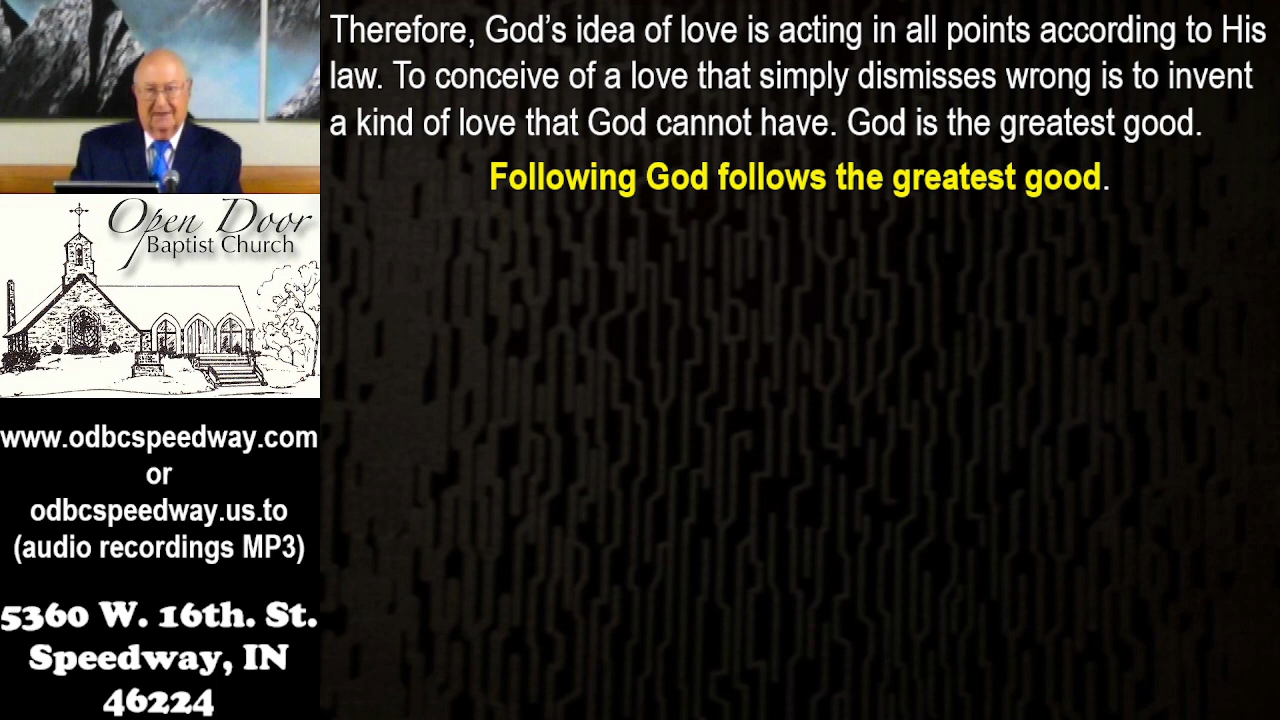 Therefore, God’s idea of love is acting in all points according to His
law. To conceive of a love that simply dismisses wrong is to invent
a kind of love that God cannot have. God is the greatest good.
Following God follows the greatest good.
Open Door
Baptist Church
www.odbcspeedway.com
or
odbcspeedway.us.to
(audio recordings MP3)
5360 W. 16th. St.
Speedway, IN
46224